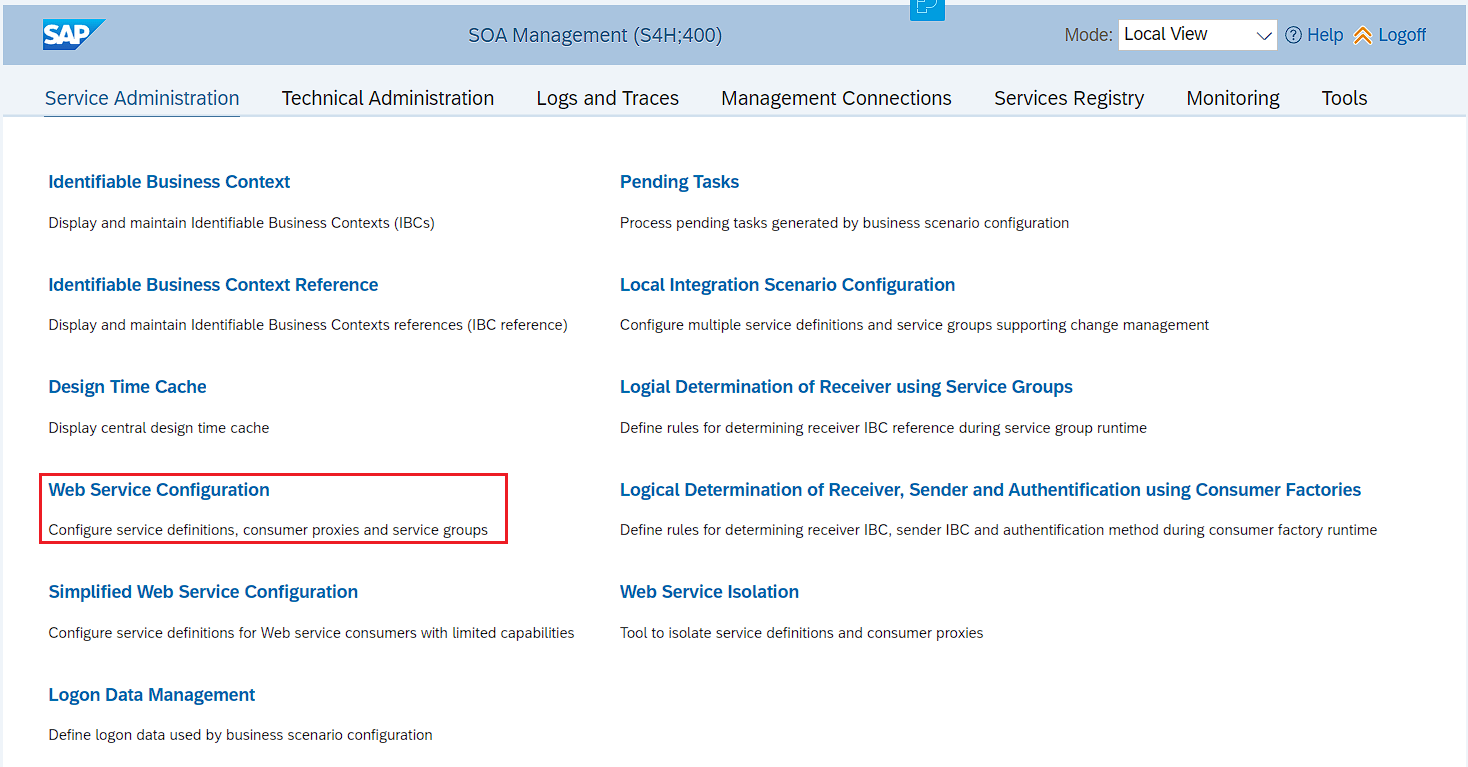 SAP
SOA Management (S4H;400)
Mode: Local View Help Logoff
Service Administration Technical Administration Logs and Traces Management Connections Services Registry Monitoring Tools
Identifiable Business Context
Display and maintain Identifiable Business Contexts (IBCs)
Identifiable Business Context Reference
Display and maintain Identifiable Business Contexts references (IBC reference)
Design Time Cache
Display central design time cache
Web Service Configuration
Configure service definitions, consumer proxies and service groups
Simplified Web Service Configuration
Configure service definitions for Web service consumers with limited capabilities
Logon Data Management
Define logon data used by business scenario configuration
Pending Tasks
Process pending tasks generated by business scenario configuration
Local Integration Scenario Configuration
Configure multiple service definitions and service groups supporting change management
Logial Determination of Receiver using Service Groups
Define rules for determining receiver IBC reference during service group runtime
Logical Determination of Receiver, Sender and Authentification using Consumer Factories
Define rules for determining receiver IBC, sender IBC and authentication method during consumer factory runtime
Web Service Isolation
Tool to isolate service definitions and consumer proxies